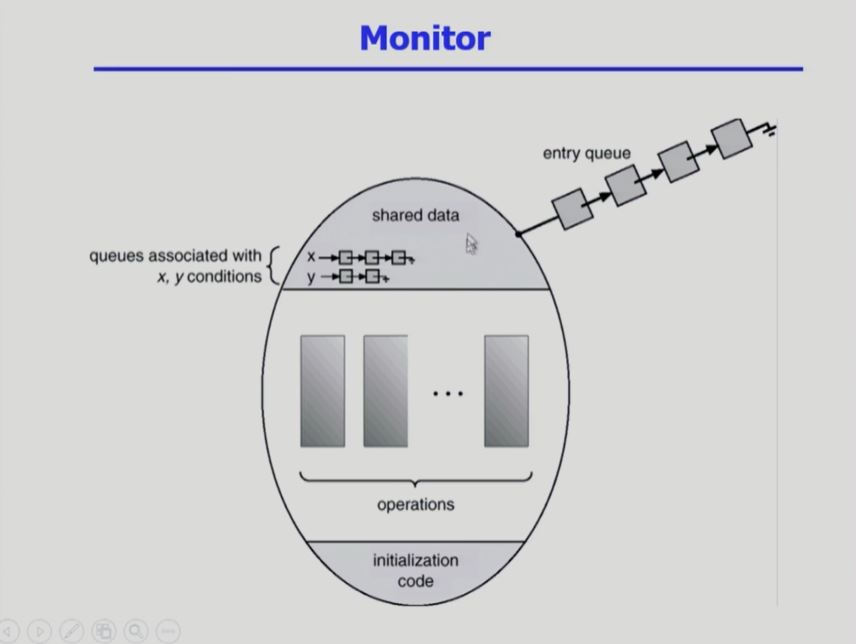 Monitor
entry queue
shared data
queues associated with
x, y conditions
x
y
...
operations
initialization
code